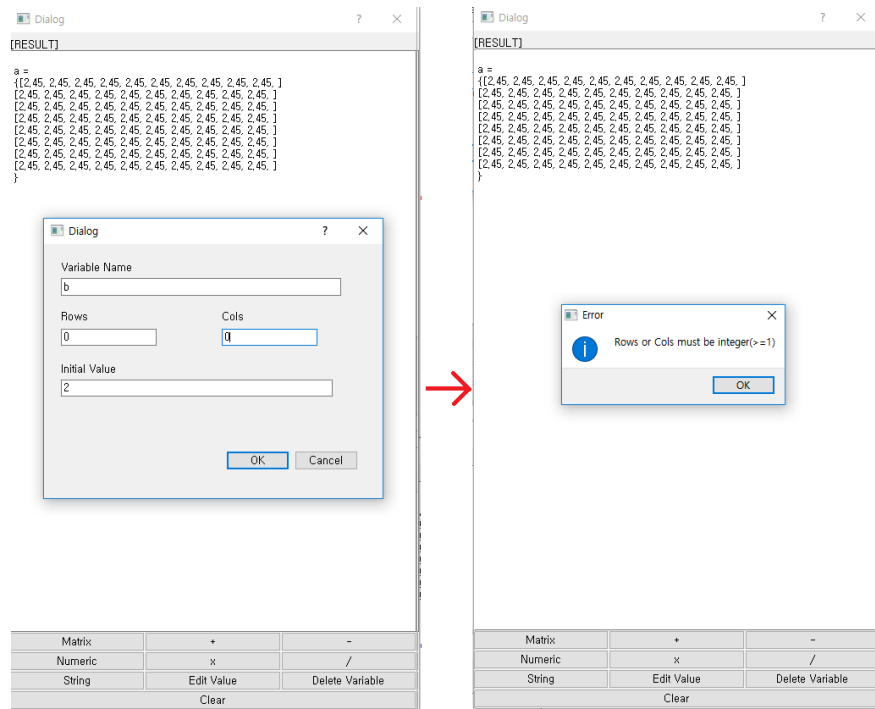 Dialog
? ×
[RESULT]
a =
{[2.45, 2.45, 2.45, 2.45, 2.45, 2.45, 2.45, 2.45, 2.45, 2.45, ]
[2.45, 2.45, 2.45, 2.45, 2.45, 2.45, 2.45, 2.45, 2.45, 2.45, ]
[2.45, 2.45, 2.45, 2.45, 2.45, 2.45, 2.45, 2.45, 2.45, 2.45, ]
[2.45, 2.45, 2.45, 2.45, 2.45, 2.45, 2.45, 2.45, 2.45, 2.45, ]
[2.45, 2.45, 2.45, 2.45, 2.45, 2.45, 2.45, 2.45, 2.45, 2.45, ]
[2.45, 2.45, 2.45, 2.45, 2.45, 2.45, 2.45, 2.45, 2.45, 2.45, ]
[2.45, 2.45, 2.45, 2.45, 2.45, 2.45, 2.45, 2.45, 2.45, 2.45, ]
[2.45, 2.45, 2.45, 2.45, 2.45, 2.45, 2.45, 2.45, 2.45, 2.45, ]
}
Dialog ? ×
Variable Name
b
Rows Cols
0 0
Initial Value
2
OK Cancel
Matrix + -
Numeric x /
String Edit Value Delete Variable
Clear
Dialog
? ×
[RESULT]
a =
{[2.45, 2.45, 2.45, 2.45, 2.45, 2.45, 2.45, 2.45, 2.45, 2.45, ]
[2.45, 2.45, 2.45, 2.45, 2.45, 2.45, 2.45, 2.45, 2.45, 2.45, ]
[2.45, 2.45, 2.45, 2.45, 2.45, 2.45, 2.45, 2.45, 2.45, 2.45, ]
[2.45, 2.45, 2.45, 2.45, 2.45, 2.45, 2.45, 2.45, 2.45, 2.45, ]
[2.45, 2.45, 2.45, 2.45, 2.45, 2.45, 2.45, 2.45, 2.45, 2.45, ]
[2.45, 2.45, 2.45, 2.45, 2.45, 2.45, 2.45, 2.45, 2.45, 2.45, ]
[2.45, 2.45, 2.45, 2.45, 2.45, 2.45, 2.45, 2.45, 2.45, 2.45, ]
[2.45, 2.45, 2.45, 2.45, 2.45, 2.45, 2.45, 2.45, 2.45, 2.45, ]
}
Error ×
Rows or Cols must be integer(>=1)
OK
Matrix + -
Numeric x /
String Edit Value Delete Variable
Clear